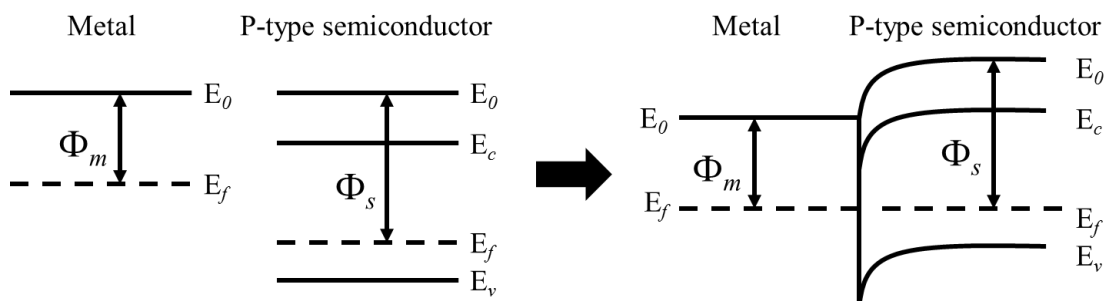 Metal
P-type semiconductor
E0
Φm
Ef
E0
Ec
Φs
Ef
Ev
Metal
P-type semiconductor
E0
Φm
Ef
E0
Ec
Φs
Ef
Ev